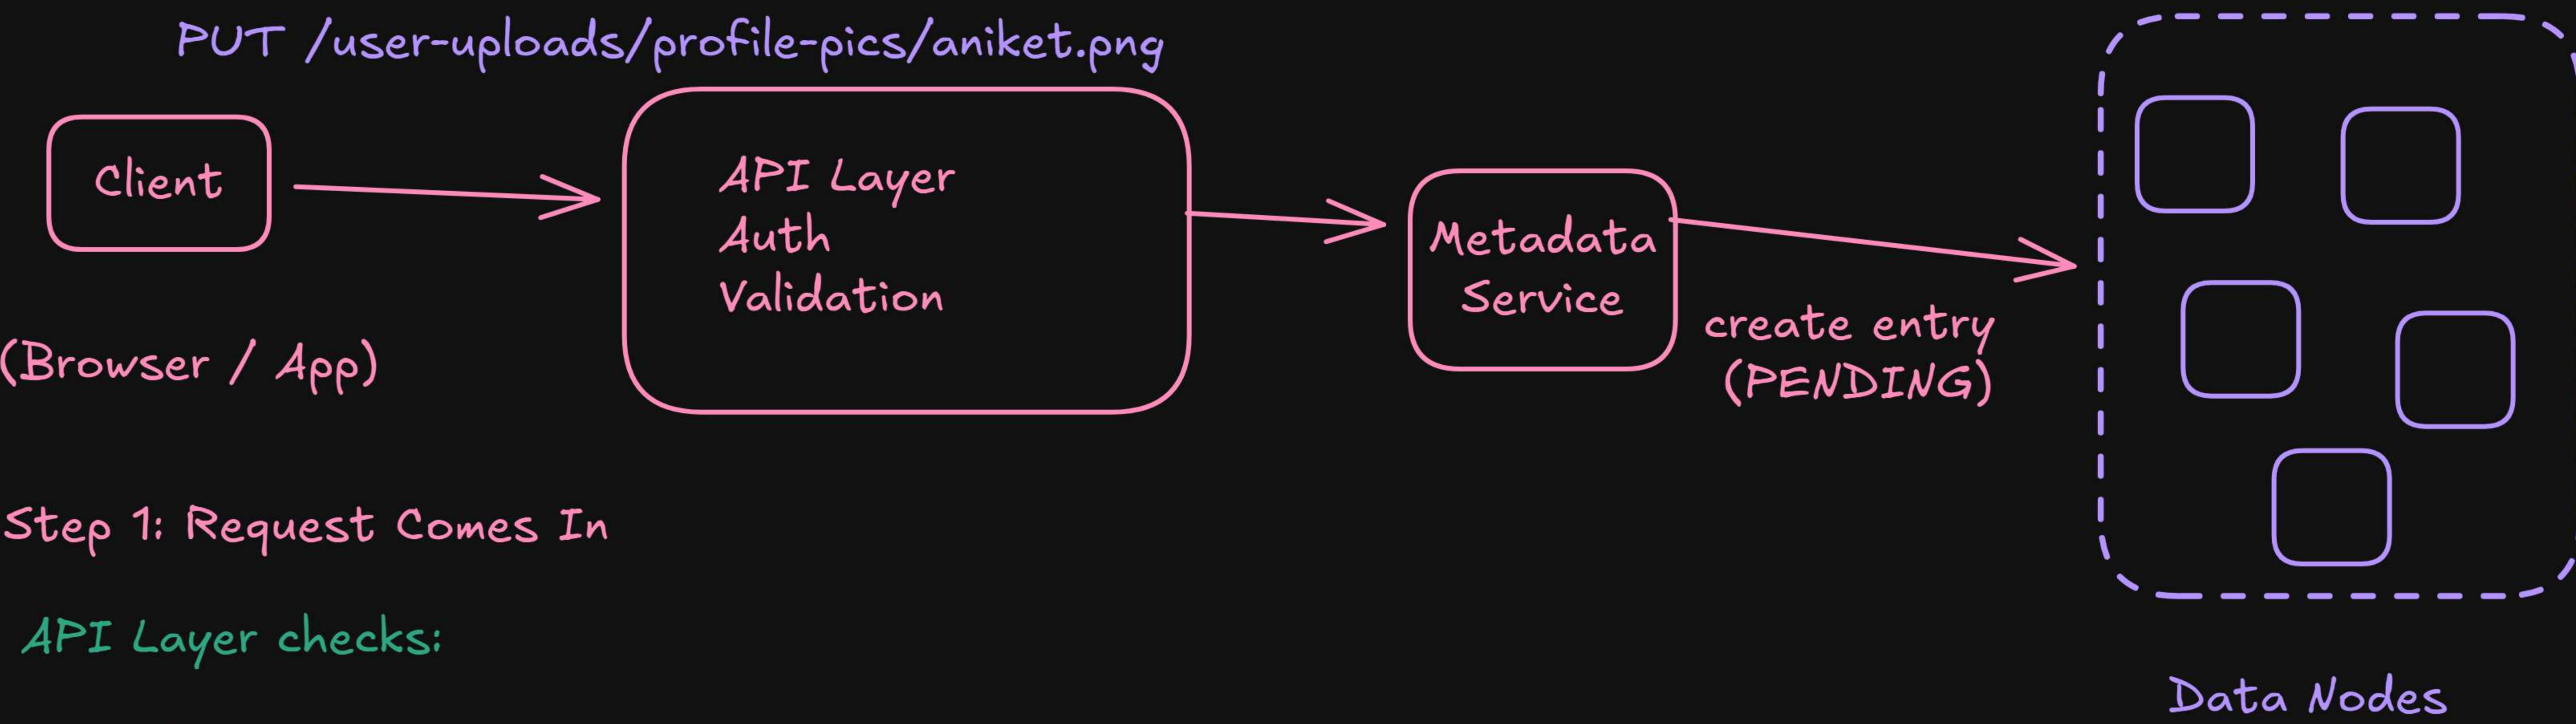 PUT /user-uploads/profile-pics/aniket.png
Client
(Browser / App)
API Layer
Auth
Validation
Metadata
Service
create entry
(PENDING)
Step 1: Request Comes In
API Layer checks:
Data Nodes